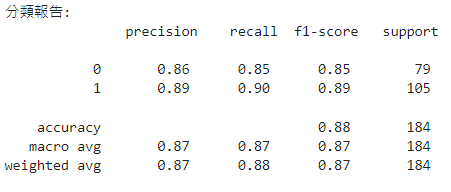 分類報告:
precision recall f1-score support
0 0.86 0.85 0.85 79
1 0.89 0.90 0.89 105
accuracy 0.88 184
macro avg 0.87 0.87 0.87 184
weighted avg 0.87 0.88 0.87 184